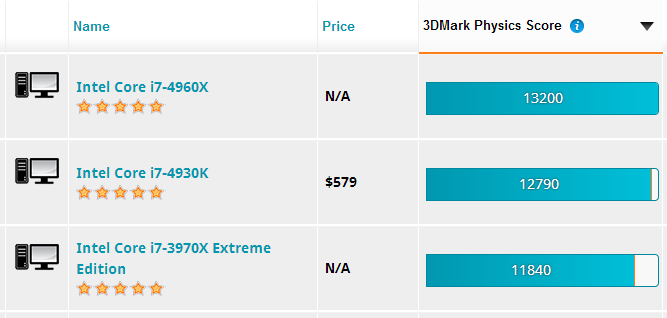 Name Price 3DMark Physics Score i
Intel Core i7-4960X
N/A
13200
Intel Core i7-4930K
$579
12790
Intel Core i7-3970X Extreme
Edition
N/A
11840